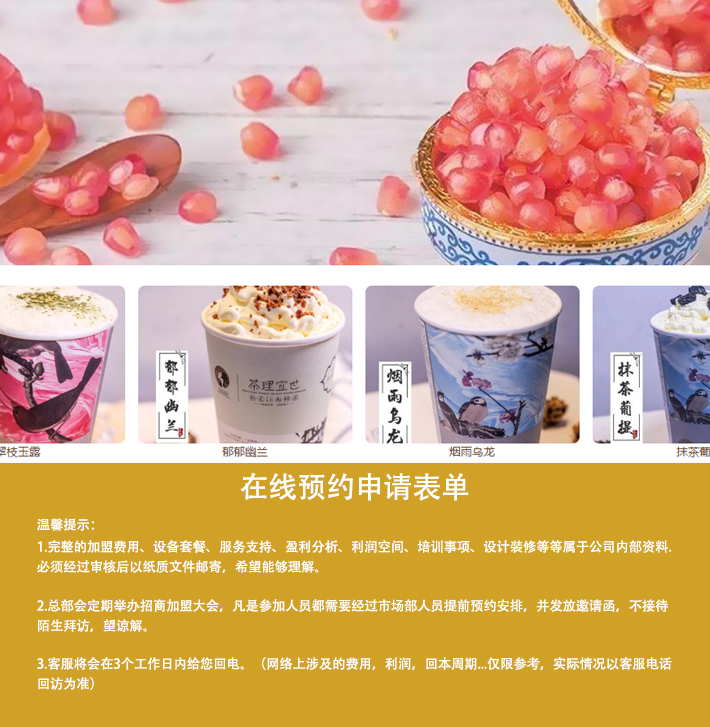 郁郁幽兰
茶理宜世
烟雨乌龙
抹茶葡提
翠枝玉露
郁郁幽兰
烟雨乌龙
抹茶葡
在线预约申请表单
温馨提示：
1.完整的加盟费用、设备套餐、服务支持、盈利分析、利润空间、培训事项、设计装修等等属于公司内部资料.
必须经过审核后以纸质文件邮寄，希望能够理解。
2.总部会定期举办招商加盟大会，凡是参加人员都需要经过市场部人员提前预约安排，并发放邀请函，不接待
陌生拜访，望谅解。
3.客服将会在3个工作日内给您回电。（网络上涉及的费用，利润，回本周期...仅限参考，实际情况以客服电话
回访为准）